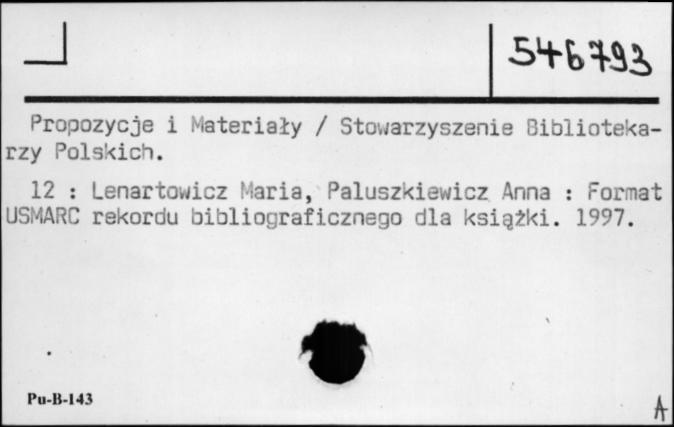 546793
Propozycje i Materiały / Stowarzyszenie Biblioteka-
rzy Polskich.
12 : Lenartowicz Maria, Paluszkiewicz Anna : Format
USMARC rekordu bibliograficznego dla książki. 1997.
Pu-B-143
A